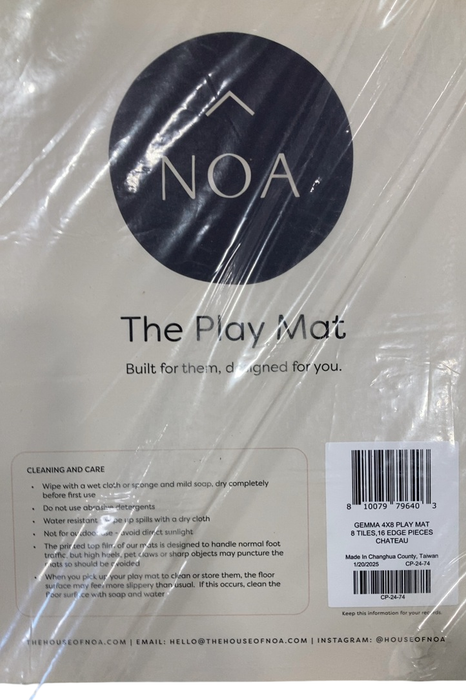 NOA
The Play Mat
Built for them, d igned for you.
CLEANING AND CARE
• Wipe with a wet cloth or sponge and mild soap, dry completely
before first use
• Do not use abrasive detergents
• Water resistant, wipe up spills with a dry cloth
• Not for outdoor use - avoid direct sunlight
• The printed top film of our mats is designed to handle normal foot
traffic, but high heels, pet claws or sharp objects may puncture the
mats so should be avoided
• When you pick up your play mat to clean or store them, the floor
surface may feel more slippery than usual. If this occurs, clean the
floor surface with soap and water
8 10079 79640 3
GEMMA 4X8 PLAY MAT
8 TILES,16 EDGE PIECES
CHATEAU
Made In Changhua County, Taiwan
1/20/2025 CP-24-74
CP-24-74
Keep this information for your records.
THEHOUSEOFNOA.COM | EMAIL: HELLO@THEHOUSEOFNOA.COM | INSTAGRAM: @HOUSEOFNOA